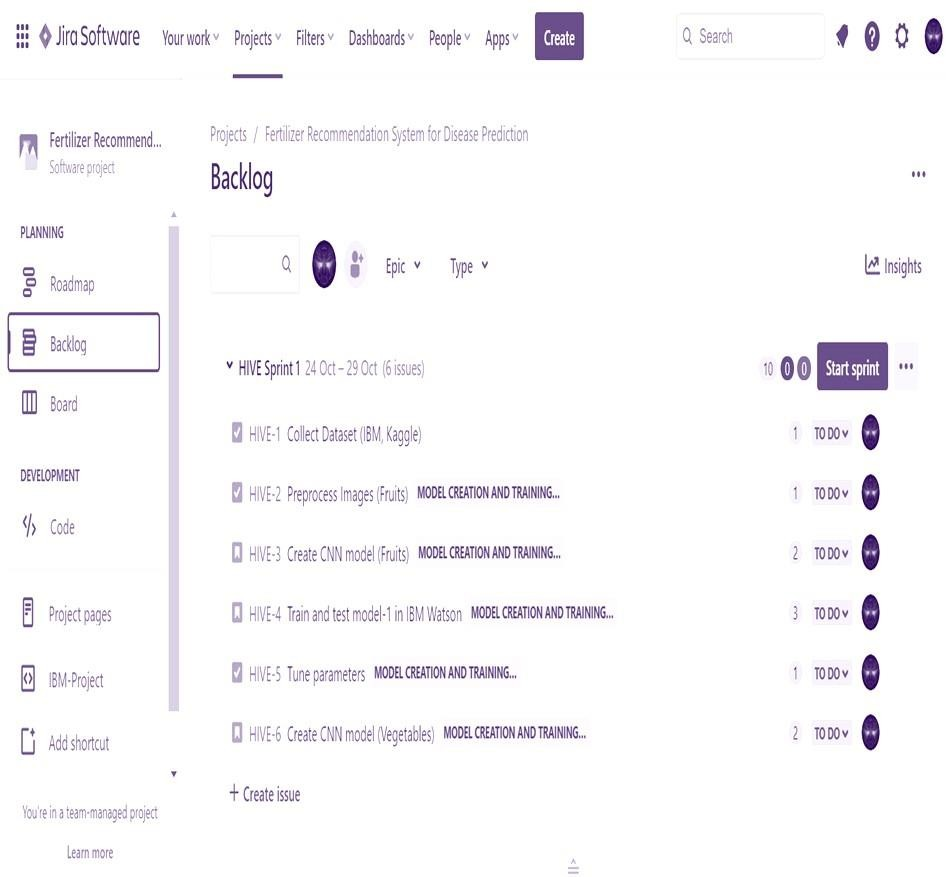 Jira Software Your work Projects Filters Dashboards People Apps Create Search
Fertilizer Recommend...
Software project
PLANNING
Roadmap
Backlog
Board
DEVELOPMENT
Code
Project pages
IBM-Project
Add shortcut
You're in a team-managed project
Learn more
Projects / Fertilizer Recommendation System for Disease Prediction
Backlog
Epic Type Insights
HIVE Sprint 1 24 Oct – 29 Oct (6 issues) 10 0 0 Start sprint
HIVE-1 Collect Dataset (IBM, Kaggle) 1 TO DO
HIVE-2 Preprocess Images (Fruits) MODEL CREATION AND TRAINING... 1 TO DO
HIVE-3 Create CNN model (Fruits) MODEL CREATION AND TRAINING... 2 TO DO
HIVE-4 Train and test model-1 in IBM Watson MODEL CREATION AND TRAINING... 3 TO DO
HIVE-5 Tune parameters MODEL CREATION AND TRAINING... 1 TO DO
HIVE-6 Create CNN model (Vegetables) MODEL CREATION AND TRAINING... 2 TO DO
+ Create issue